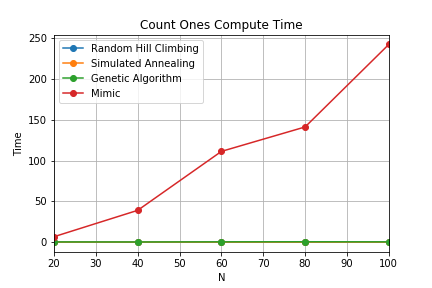 Count Ones Compute Time
Random Hill Climbing
Simulated Annealing
Genetic Algorithm
Mimic
Time
250
200
150
100
50
0
20 30 40 50 60 70 80 90 100
N